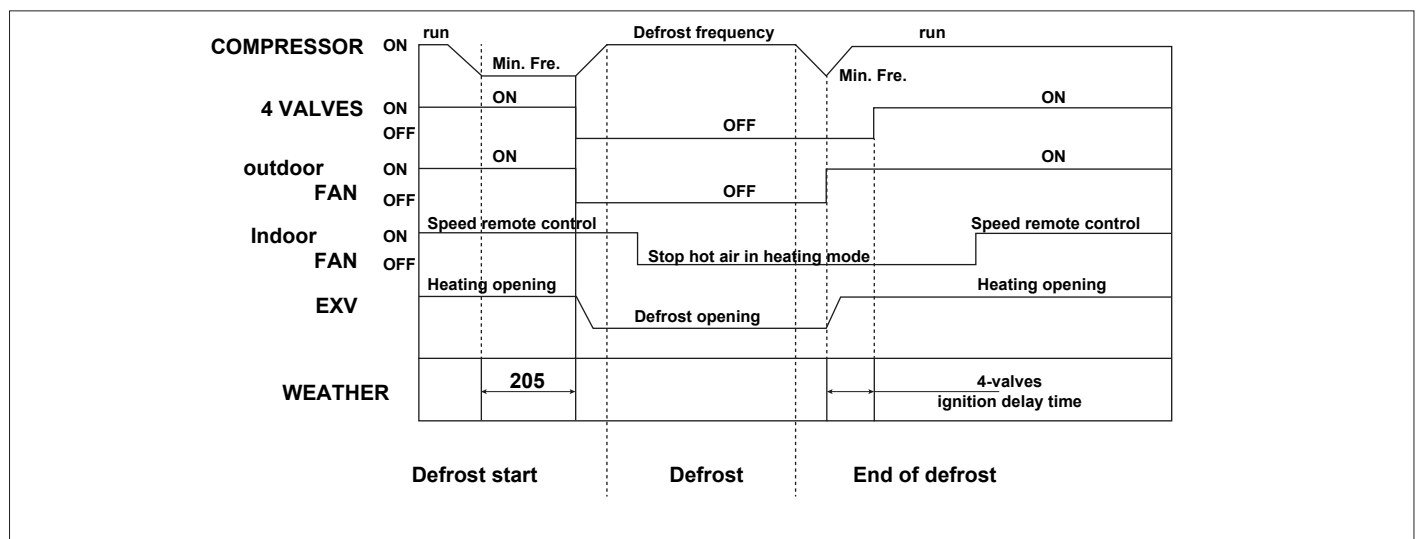 run Defrost frequency run
COMPRESSOR ON
Min. Fre. Min. Fre.
ON ON
4 VALVES ON
OFF OFF
ON ON
outdoor ON
FAN OFF OFF
Speed remote control Speed remote control
Indoor ON
FAN OFF Stop hot air in heating mode
Heating opening Heating opening
EXV
Defrost opening
WEATHER 205 4-valves
ignition delay time
Defrost start Defrost End of defrost